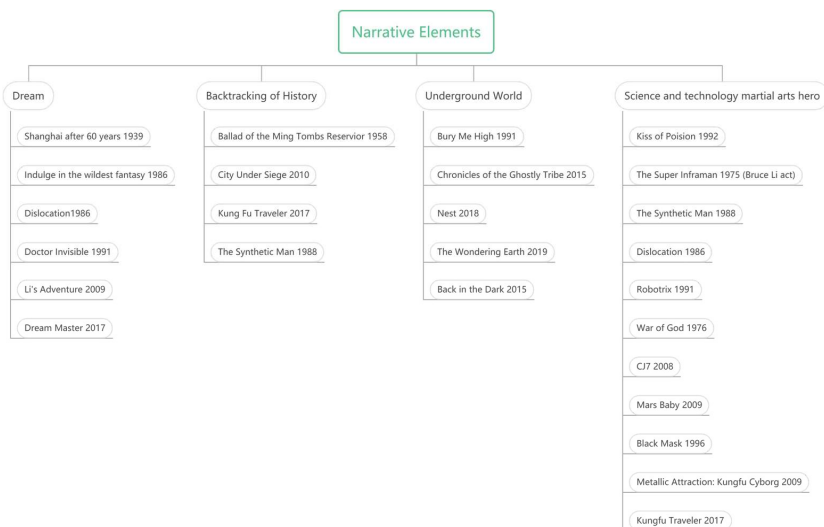 Narrative Elements
Dream
Shanghai after 60 years 1939
Indulge in the wildest fantasy 1986
Dislocation1986
Doctor Invisible 1991
Li's Adventure 2009
Dream Master 2017
Backtracking of History
Ballad of the Ming Tombs Reservior 1958
City Under Siege 2010
Kung Fu Traveler 2017
The Synthetic Man 1988
Underground World
Bury Me High 1991
Chronicles of the Ghostly Tribe 2015
Nest 2018
The Wondering Earth 2019
Back in the Dark 2015
Science and technology martial arts hero
Kiss of Poision 1992
The Super Inframan 1975 (Bruce Li act)
The Synthetic Man 1988
Dislocation 1986
Robotrix 1991
War of God 1976
CJ7 2008
Mars Baby 2009
Black Mask 1996
Metallic Attraction: Kungfu Cyborg 2009
Kungfu Traveler 2017